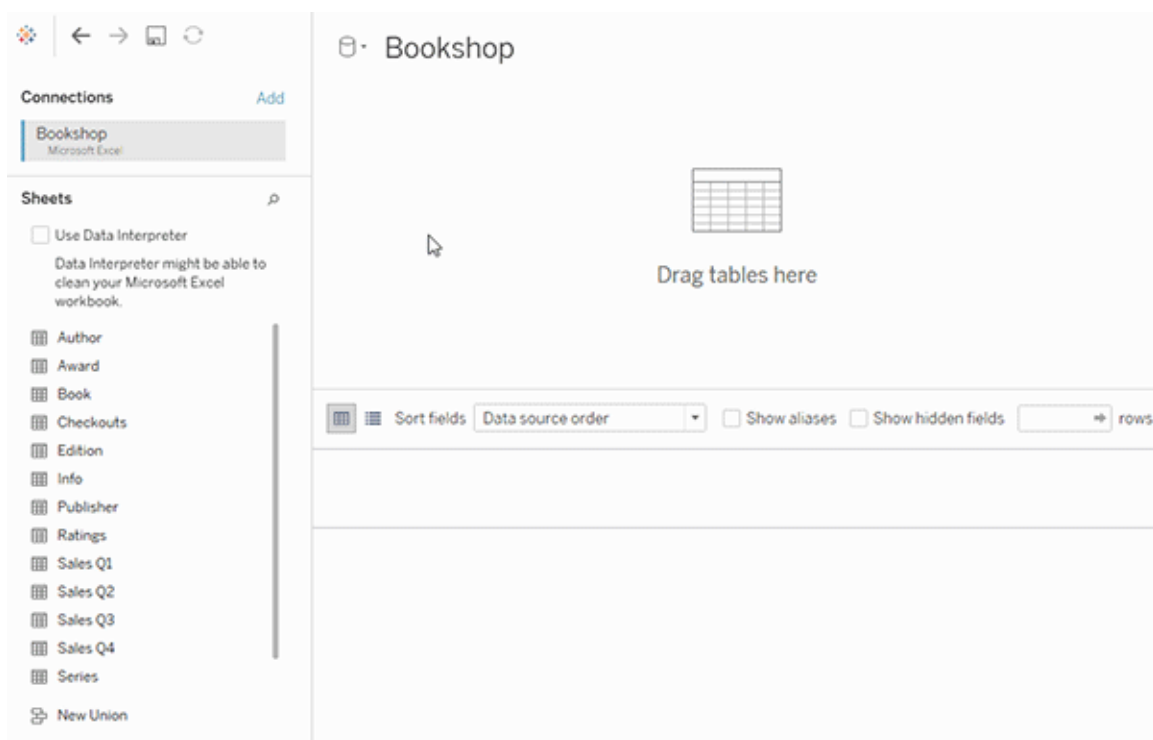 Bookshop
Connections
Add
Bookshop
Microsoft Excel
Sheets
Use Data Interpreter
Data Interpreter might be able to
clean your Microsoft Excel
workbook.
Author
Award
Book
Checkouts
Edition
Info
Publisher
Ratings
Sales Q1
Sales Q2
Sales Q3
Sales Q4
Series
New Union
Drag tables here
Sort fields Data source order Show aliases Show hidden fields rows